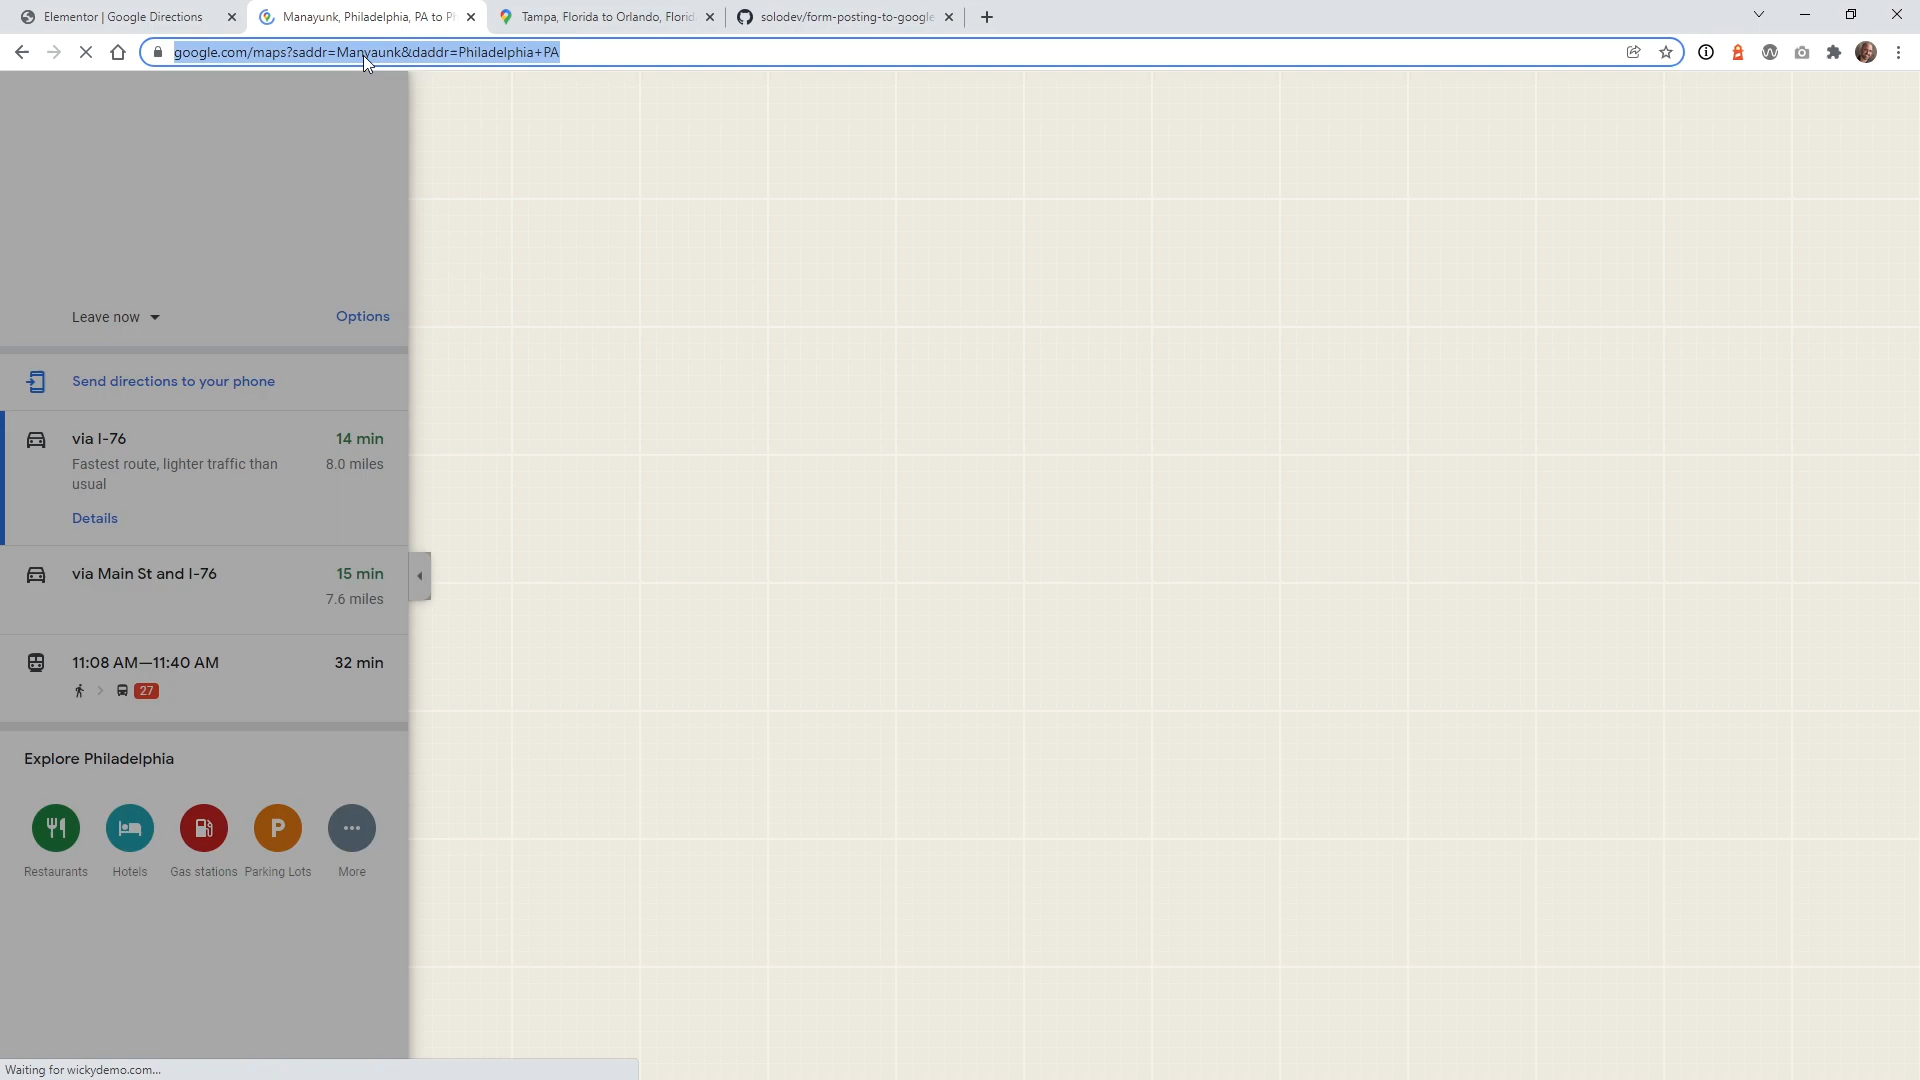 Elementor | Google Directions
Manayunk, Philadelphia, PA to Ph
Tampa, Florida to Orlando, Florid
solodev/form-posting-to-google
google.com/maps?saddr=Manyaunk&daddr=Philadelphia+PA
Leave now
Options
Send directions to your phone
via I-76
14 min
Fastest route, lighter traffic than
8.0 miles
usual
Details
via Main St and I-76
15 min
7.6 miles
11:08 AM—11:40 AM
32 min
27
Explore Philadelphia
P
Restaurants
Hotels
Gas stations
Parking Lots
More
Waiting for wickydemo.com...